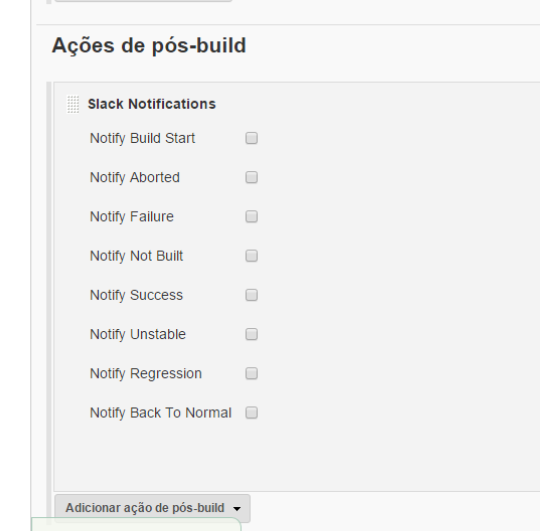 Ações de pós-build
Slack Notifications
Notify Build Start
Notify Aborted
Notify Failure
Notify Not Built
Notify Success
Notify Unstable
Notify Regression
Notify Back To Normal
Adicionar ação de pós-build